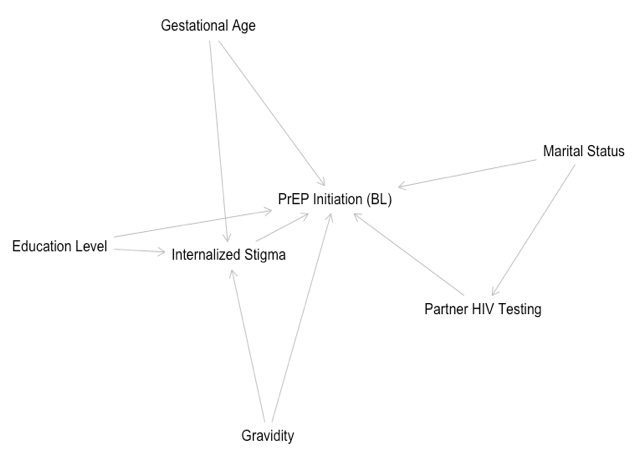 Gestational Age
Marital Status
PrEP Initiation (BL)
Education Level
Internalized Stigma
Partner HIV Testing
Gravidity